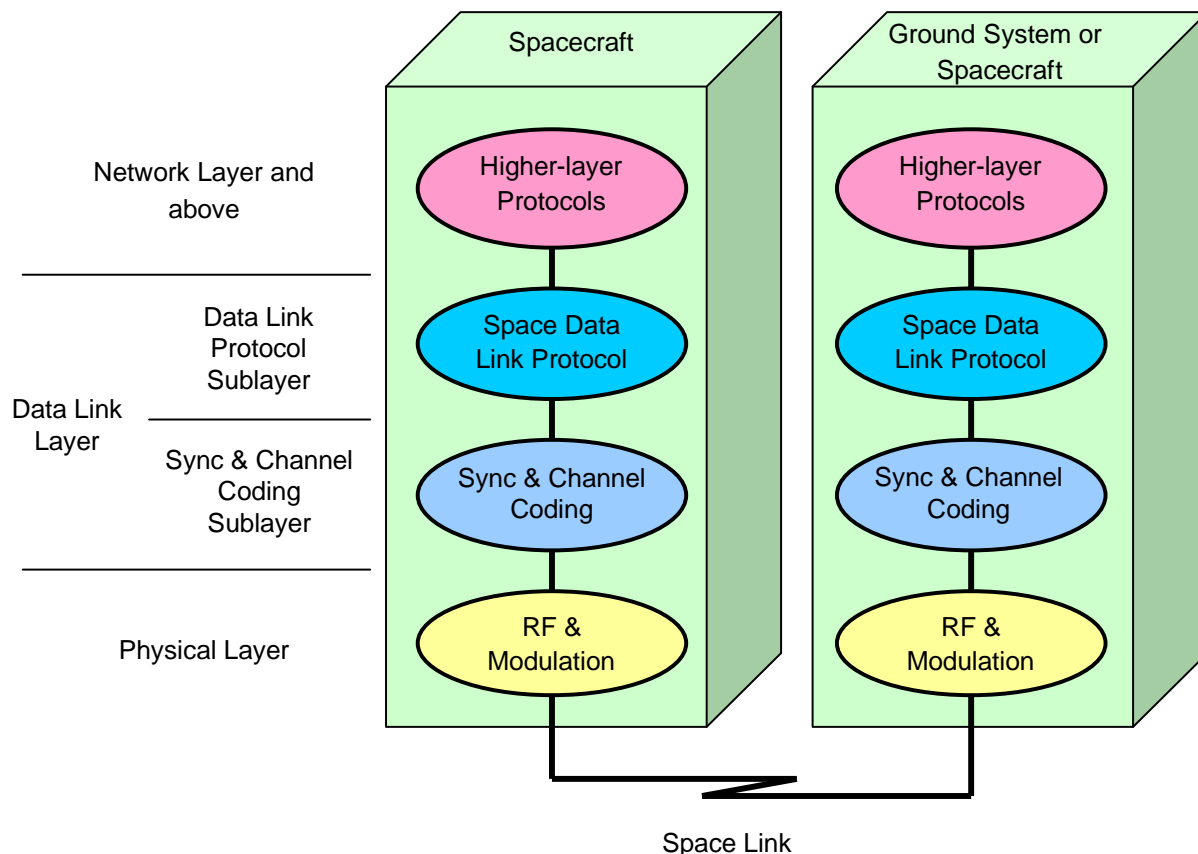 Spacecraft
Ground System or
Spacecraft
Network Layer and
above
Higher-layer
Protocols
Higher-layer
Protocols
Data Link
Protocol
Sublayer
Space Data
Link Protocol
Space Data
Link Protocol
Data Link
Layer
Sync & Channel
Coding
Sublayer
Sync & Channel
Coding
Sync & Channel
Coding
Physical Layer
RF &
Modulation
RF &
Modulation
Space Link